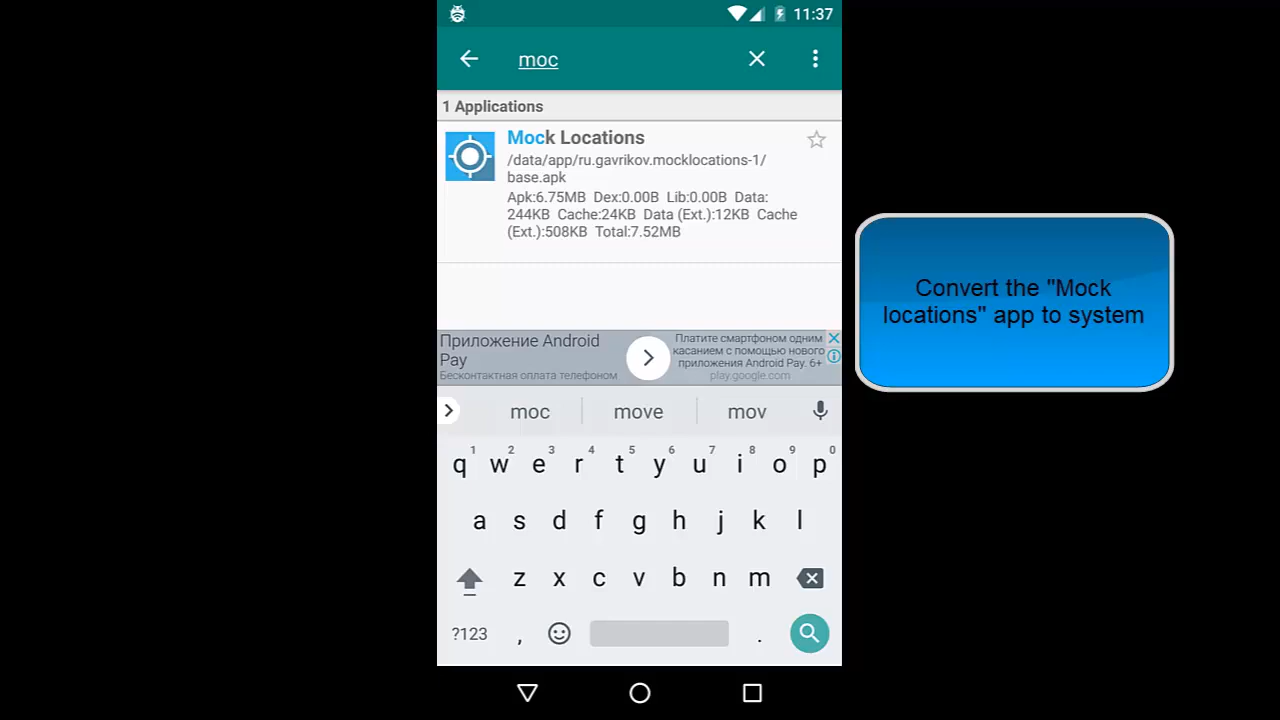 11:37
moc
1 Applications
Mock Locations
/data/app/ru.gavrikov.mocklocations-1/
base.apk
Apk:6.75MB Dex:0.00B Lib:0.00B Data:
244KB Cache:24KB Data (Ext.):12KB Cache
(Ext.):508KB Total:7.52MB
Convert the "Mock
locations" app to system
Приложение Android
Pay
Бесконтактная оплата телефоном
Платите смартфоном одним
касанием с помощью нового
приложения Android Pay. 6+
play.google.com
moc move mov
1 2 3 4 5 6 7 8 9 0
q w e r t y u i o p
a s d f g h j k l
z x c v b n m
?123 , .